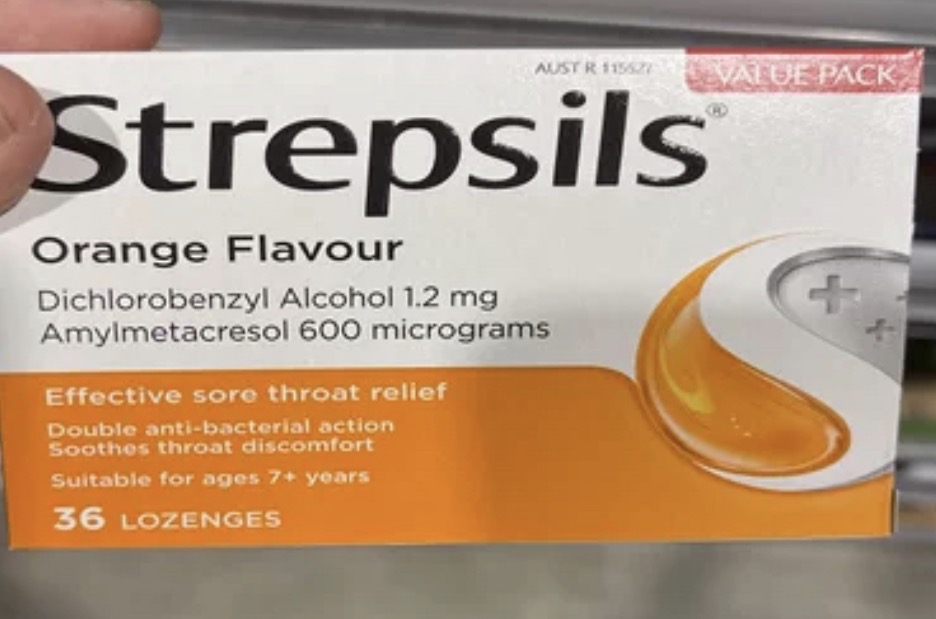 AUST R 115527
VALUE PACK
Strepsils®
Orange Flavour
Dichlorobenzyl Alcohol 1.2 mg
Amylmetacresol 600 micrograms
Effective sore throat relief
Double anti-bacterial action
Soothes throat discomfort
Suitable for ages 7+ years
36 LOZENGES